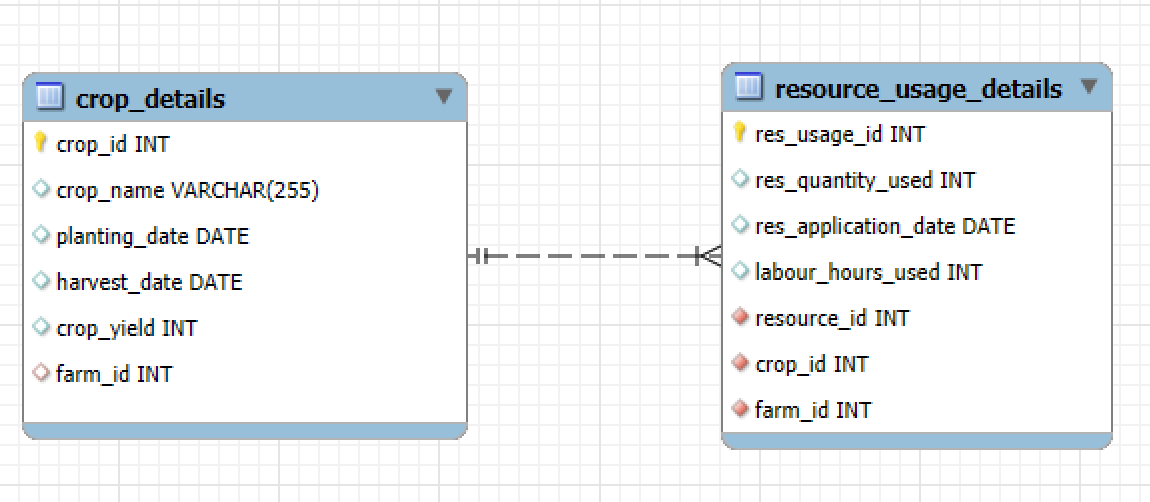 crop_details
crop_id INT
crop_name VARCHAR(255)
planting_date DATE
harvest_date DATE
crop_yield INT
farm_id INT
resource_usage_details
res_usage_id INT
res_quantity_used INT
res_application_date DATE
labour_hours_used INT
resource_id INT
crop_id INT
farm_id INT